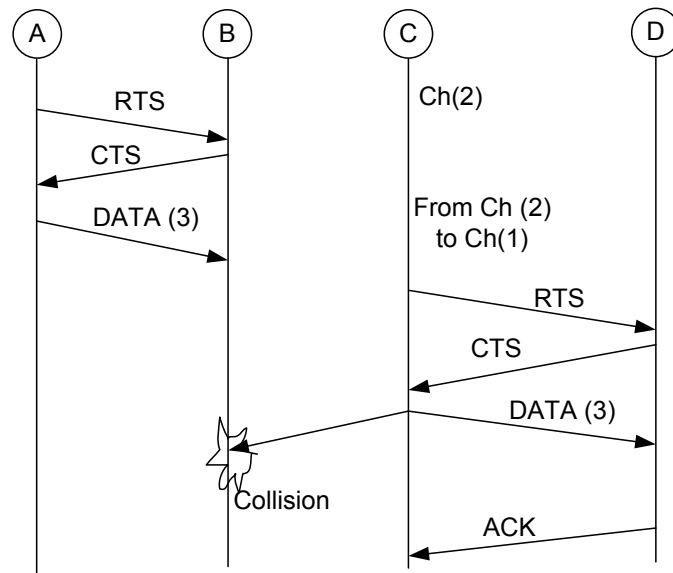 A
B
C
D
Ch(2)
RTS
CTS
From Ch (2)
to Ch(1)
DATA (3)
RTS
CTS
DATA (3)
Collision
ACK